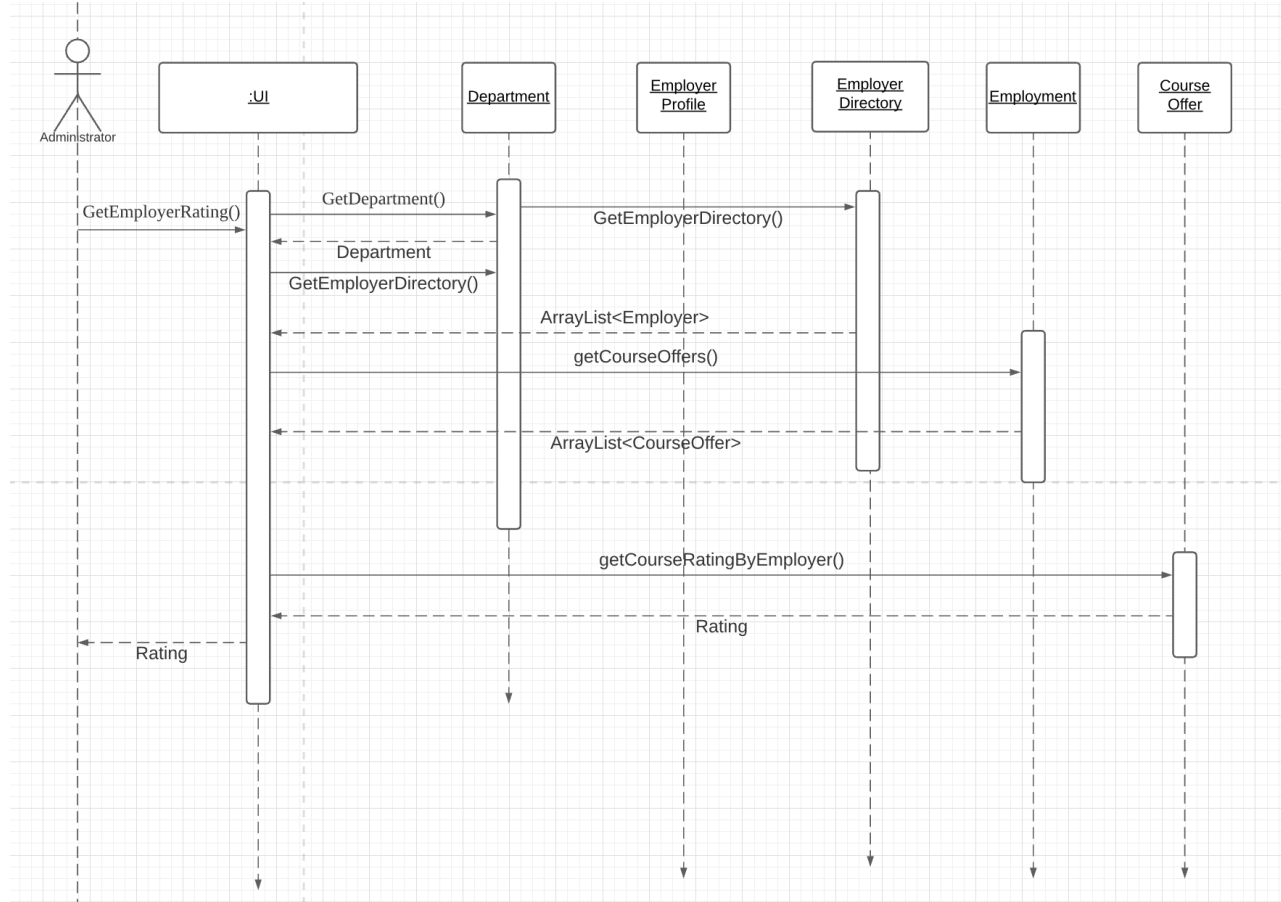 :UI
Department
Employer
Profile
Employer
Directory
Employment
Course
Offer
Administrator
GetEmployerRating()
GetDepartment()
GetEmployerDirectory()
Department
GetEmployerDirectory()
ArrayList<Employer>
getCourseOffers()
ArrayList<CourseOffer>
getCourseRatingByEmployer()
Rating
Rating